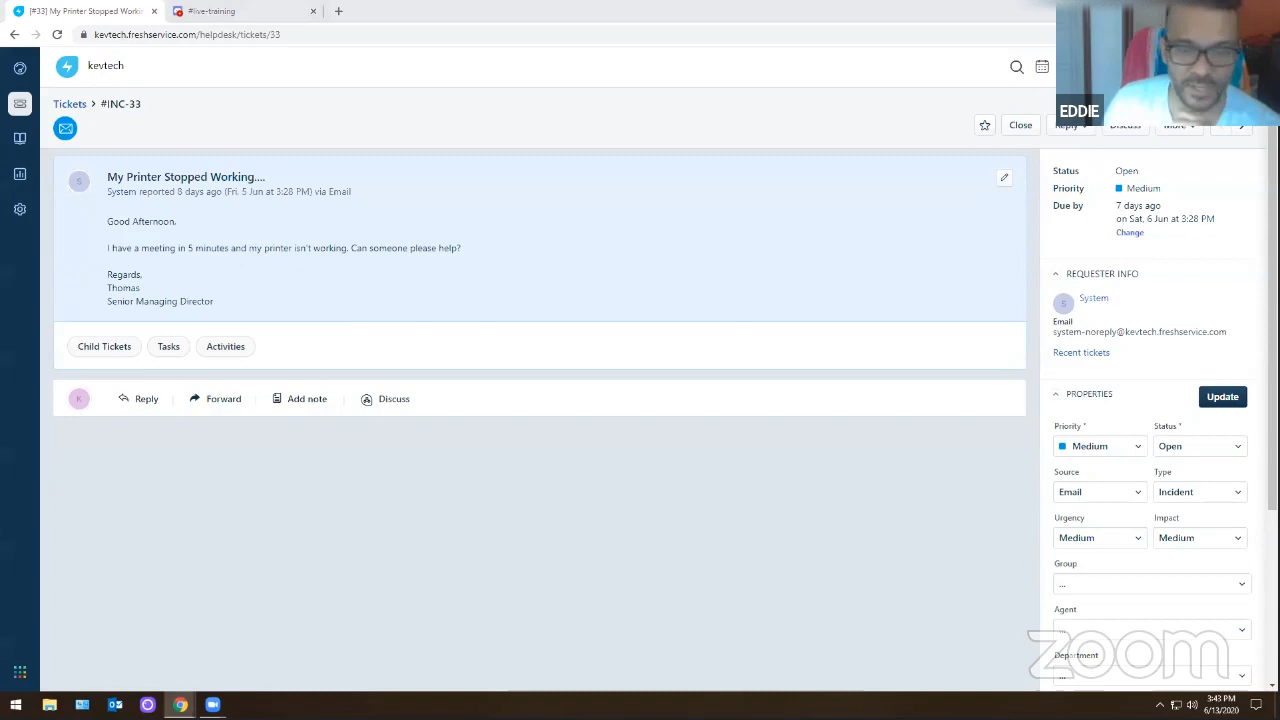 [#33] My Printer Stopped Workin
#live-training
kevtech.freshservice.com/helpdesk/tickets/33
kevtech
Tickets > #INC-33
EDDIE
Close
Reply
Discuss
More
S
My Printer Stopped Working....
System reported 8 days ago (Fri, 5 Jun at 3:28 PM) via Email
Good Afternoon,
I have a meeting in 5 minutes and my printer isn't working. Can someone please help?
Regards,
Thomas
Senior Managing Director
Child Tickets
Tasks
Activities
K
Reply
Forward
Add note
Discuss
Status
Open
Priority
Medium
Due by
7 days ago
on Sat, 6 Jun at 3:28 PM
Change
REQUESTER INFO
S
System
Email
system-noreply@kevtech.freshservice.com
Recent tickets
PROPERTIES
Update
Priority *
Status *
Medium
Open
Source
Type
Email
Incident
Urgency
Impact
Medium
Medium
Group
...
Agent
...
Department
...
zoom
3:43 PM
6/13/2020